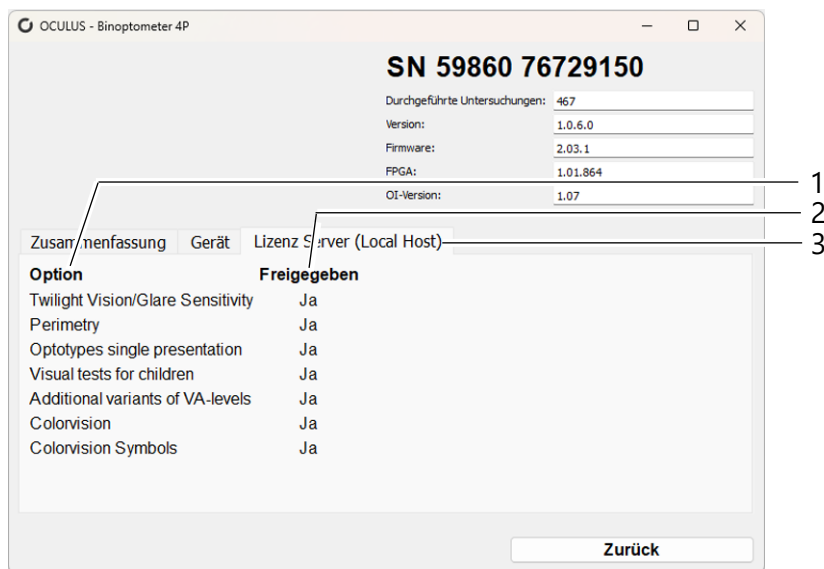 OCULUS - Binoptometer 4P
SN 59860 76729150
Durchgeführte Untersuchungen: 467
Version: 1.0.6.0
Firmware: 2.03.1
FPGA: 1.01.864
OI-Version: 1.07
1
2
3
Zusammenfassung Gerät Lizenz Server (Local Host)
Option Freigegeben
Twilight Vision/Glare Sensitivity Ja
Perimetry Ja
Optotypes single presentation Ja
Visual tests for children Ja
Additional variants of VA-levels Ja
Colorvision Ja
Colorvision Symbols Ja
Zurück